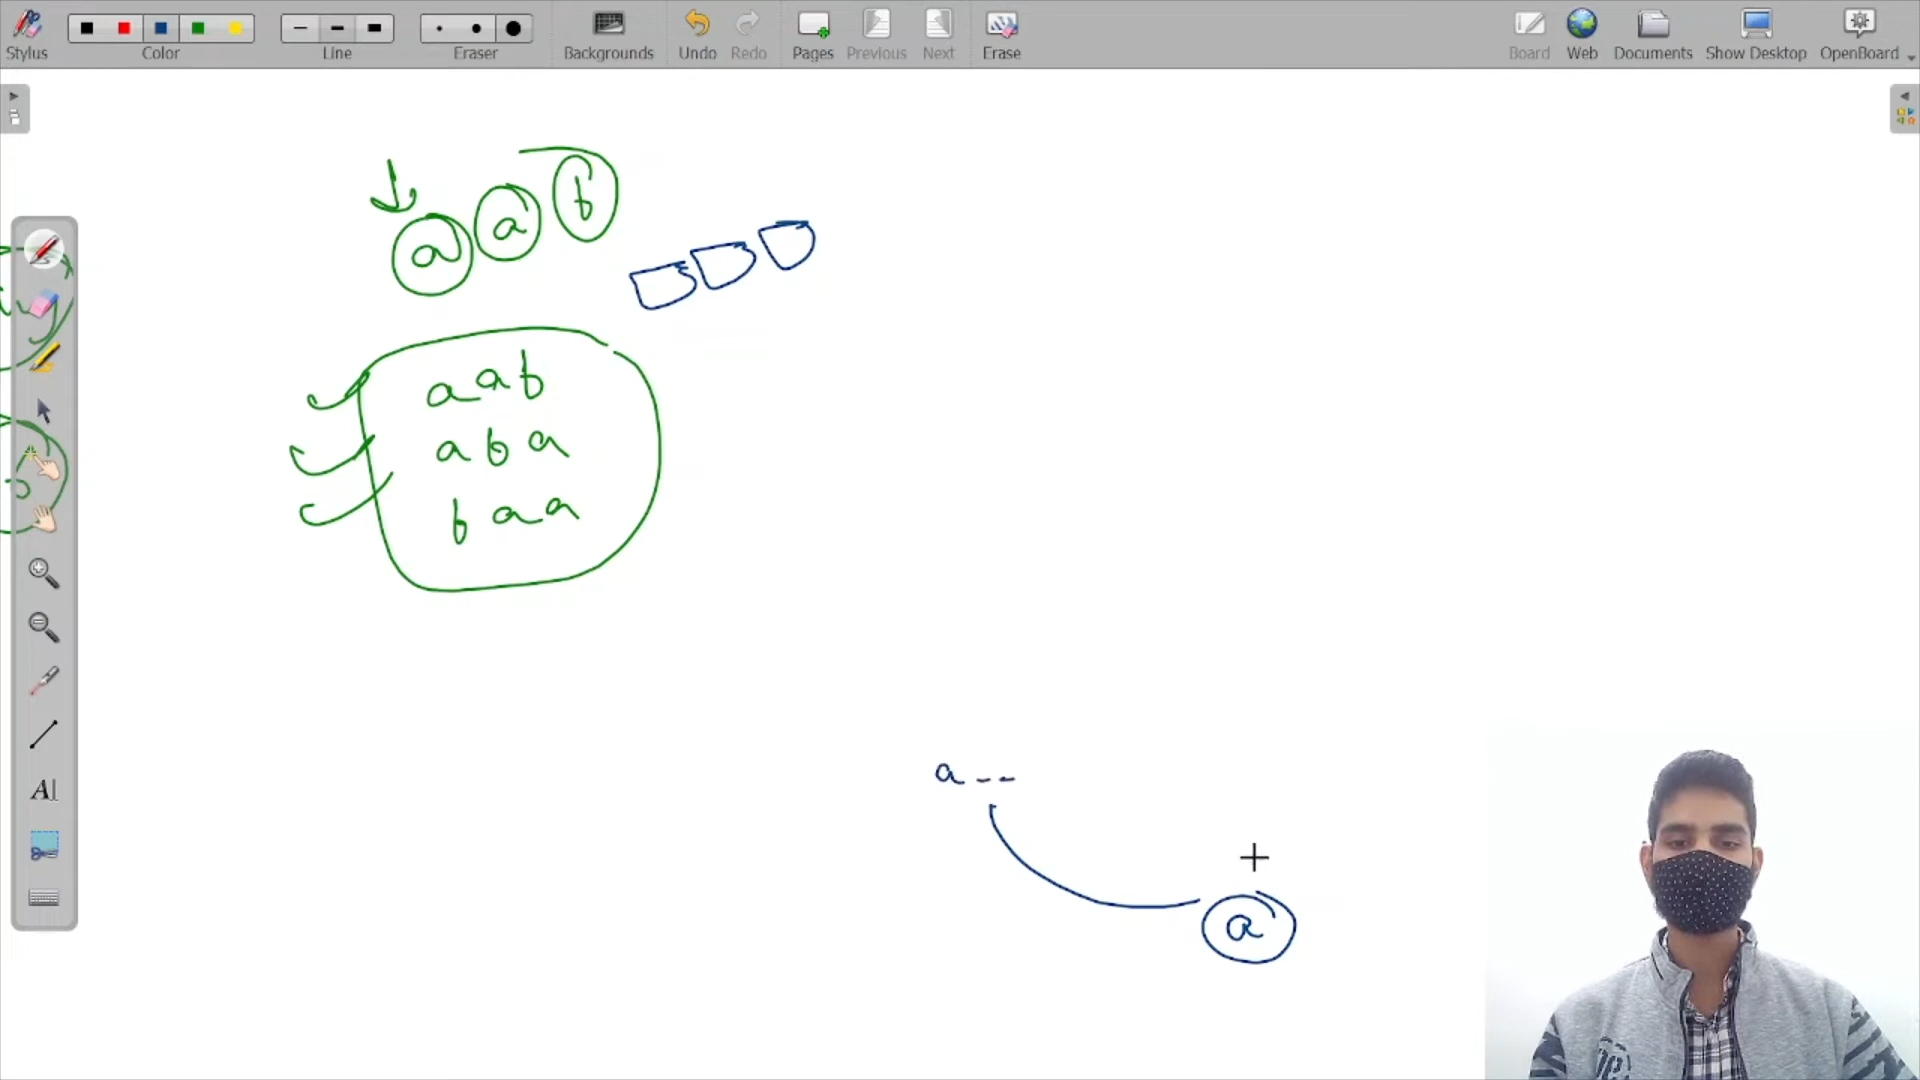 Stylus
Color
Line
Eraser
Backgrounds
Undo
Redo
Pages
Previous
Next
Erase
Board
Web
Documents
Show Desktop
OpenBoard
a a b
a a b
a b a
b a a
a - -
a